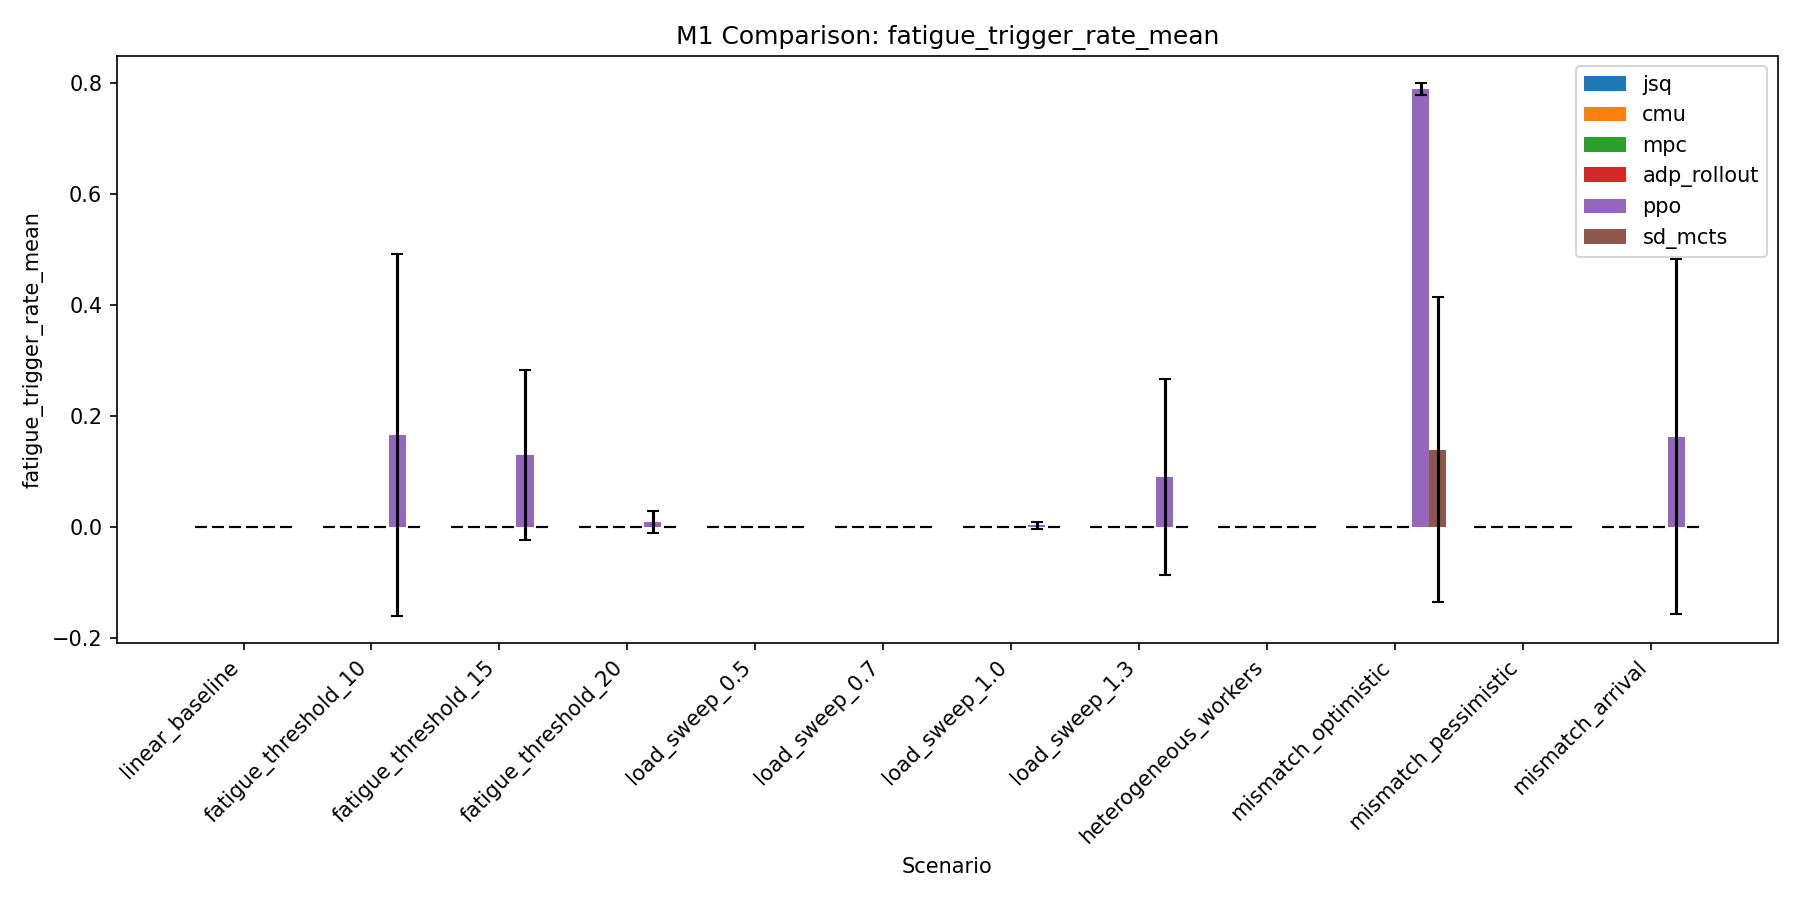 M1 Comparison: fatigue_trigger_rate_mean
fatigue_trigger_rate_mean
0.8
0.6
0.4
0.2
0.0
−0.2
jsq
cmu
mpc
adp_rollout
ppo
sd_mcts
linear_baseline
fatigue_threshold_10
fatigue_threshold_15
fatigue_threshold_20
load_sweep_0.5
load_sweep_0.7
load_sweep_1.0
load_sweep_1.3
heterogeneous_workers
mismatch_optimistic
mismatch_pessimistic
mismatch_arrival
Scenario